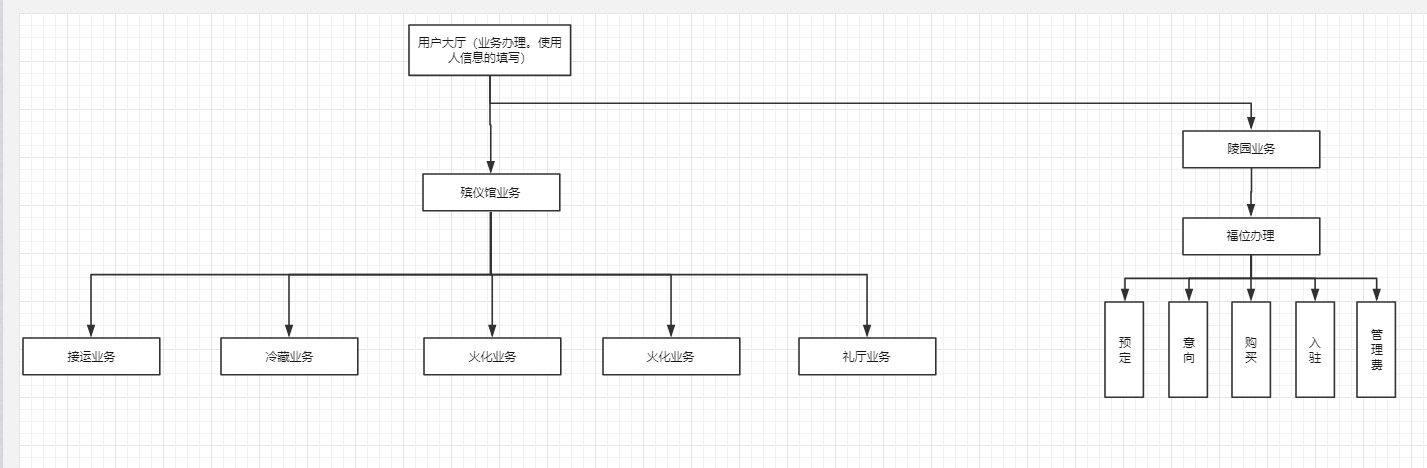 用户大厅（业务办理。使用
人信息的填写）
陵园业务
殡仪馆业务
福位办理
接运业务
冷藏业务
火化业务
火化业务
礼厅业务
预定
意向
购买
入驻
管理费